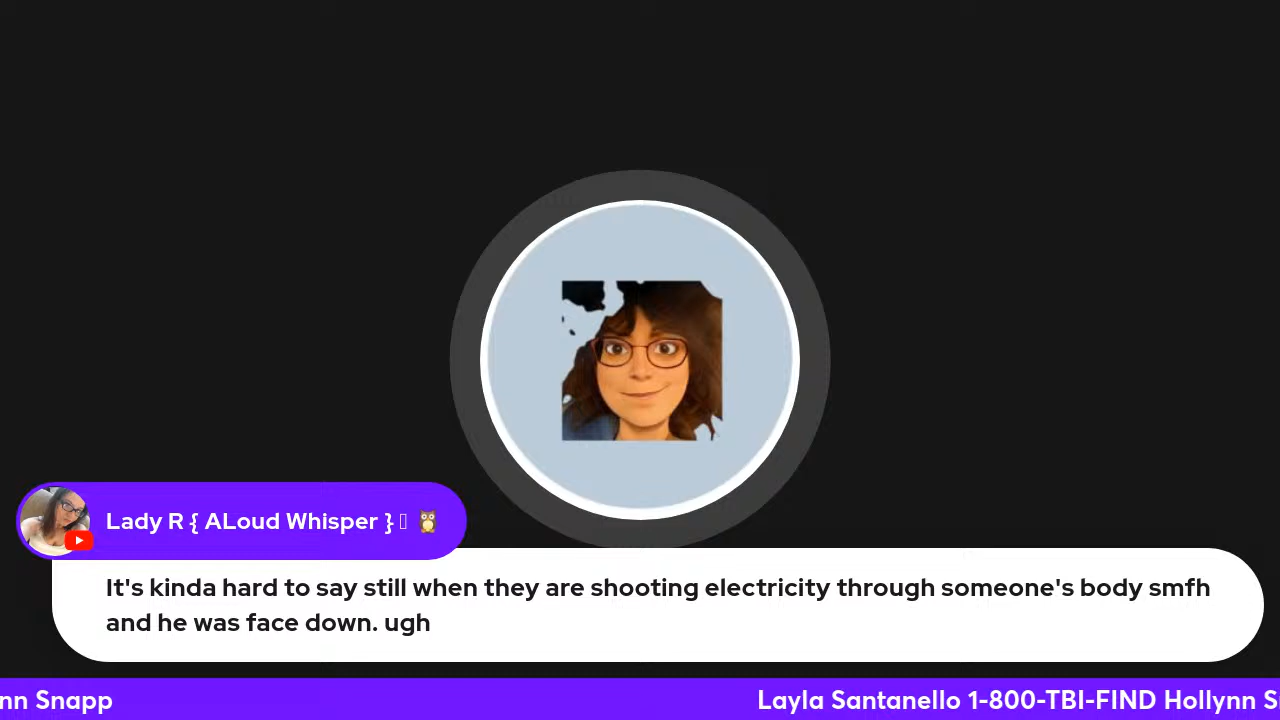 Lady R { ALoud Whisper } 🦉
It's kinda hard to say still when they are shooting electricity through someone's body smfh
and he was face down. ugh
nn Snapp
Layla Santanello 1-800-TBI-FIND Hollynn S